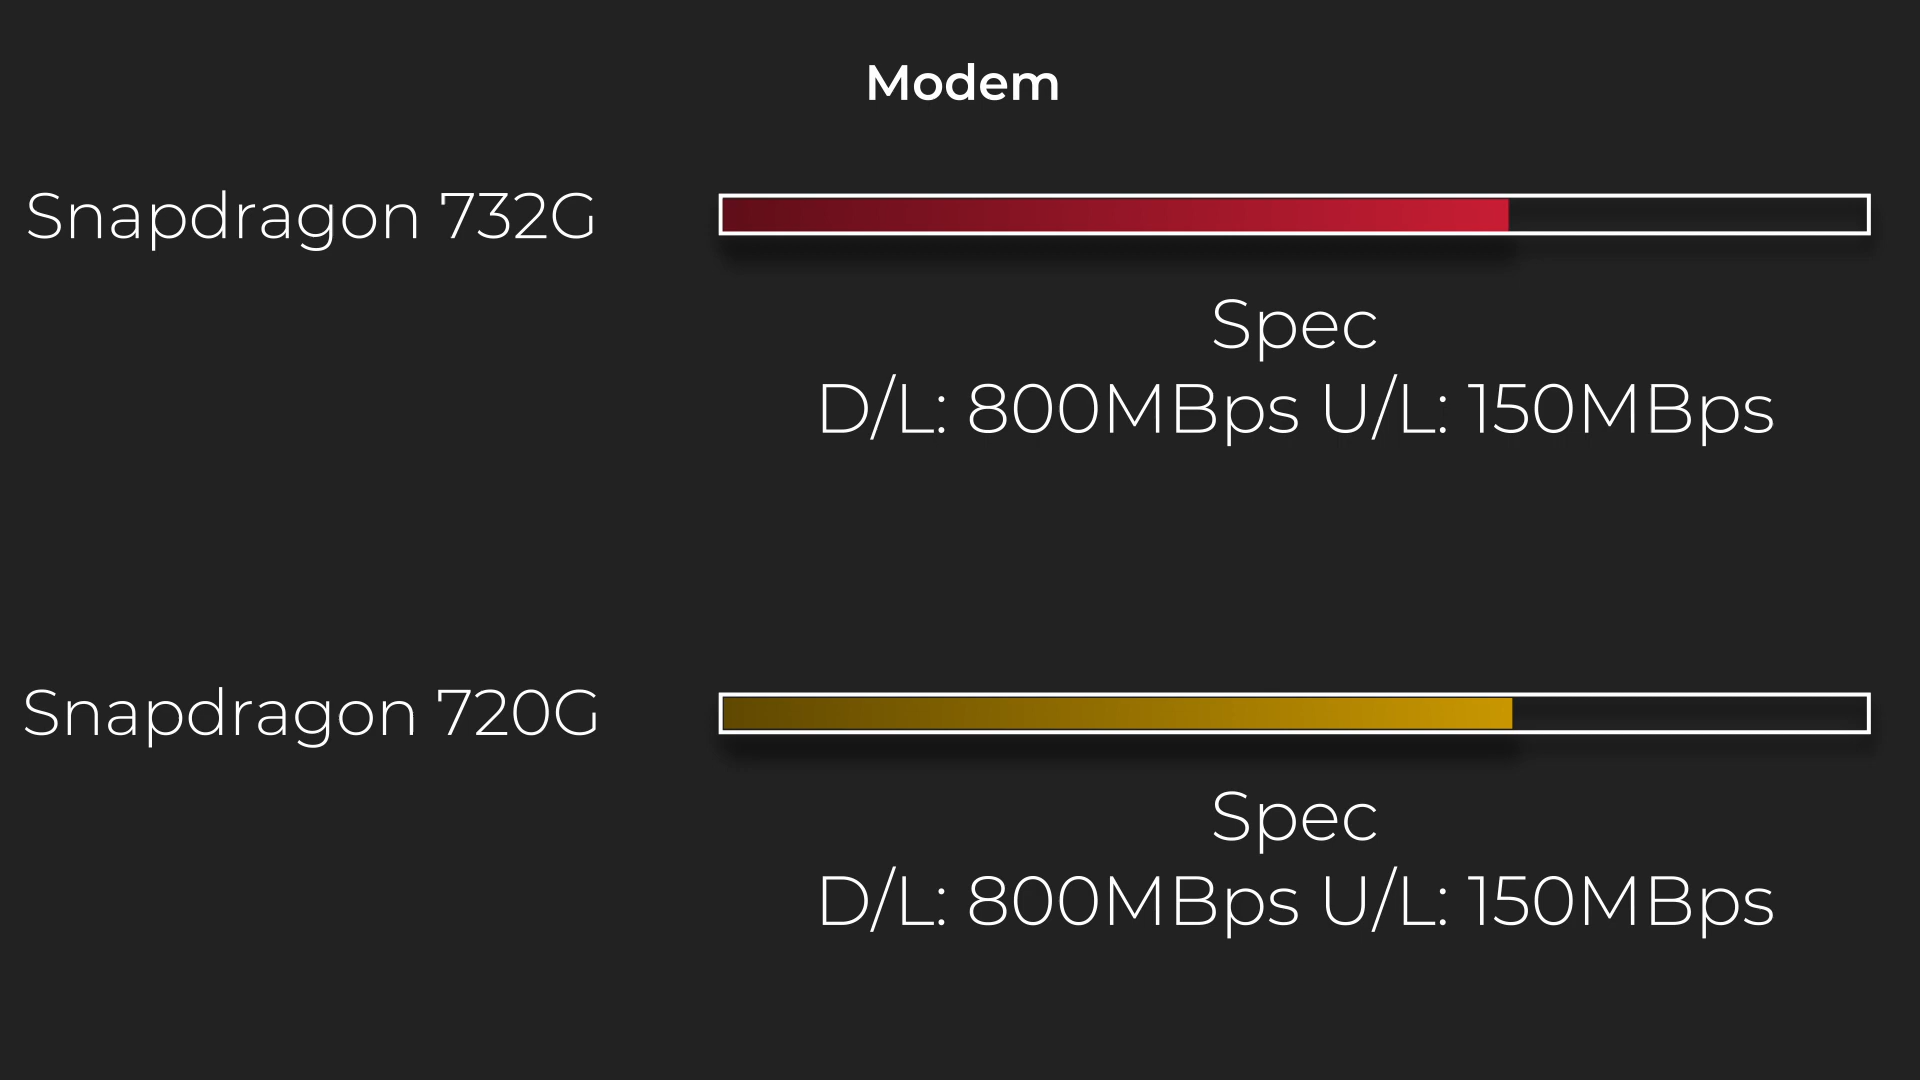 Modem
Snapdragon 732G
Spec
D/L: 800MBps U/L: 150MBps
Snapdragon 720G
Spec
D/L: 800MBps U/L: 150MBps